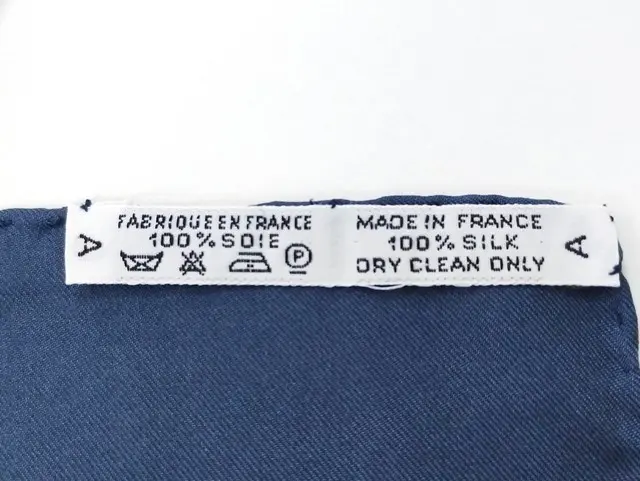 A
FABRIQUE EN FRANCE
100% SOIE
P
MADE IN FRANCE
100% SILK
DRY CLEAN ONLY
A